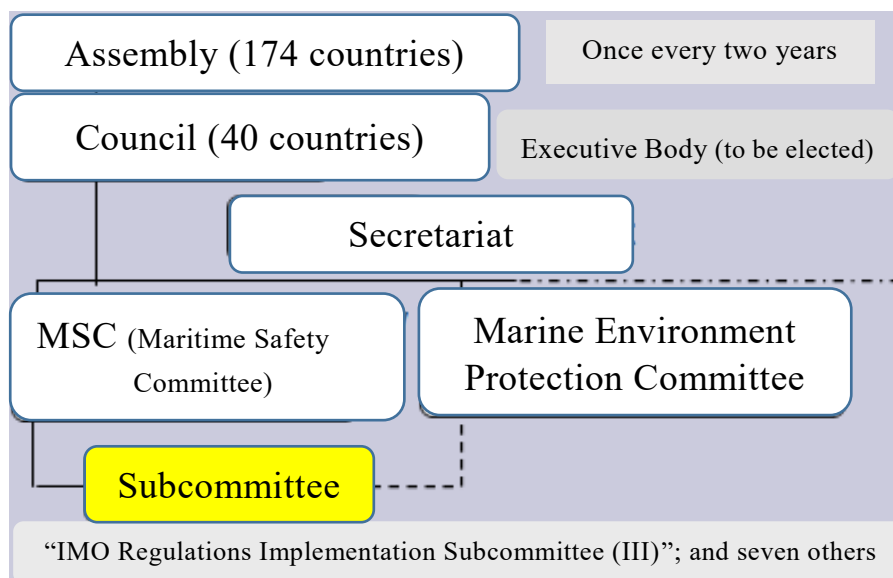 Assembly (174 countries)
Once every two years
Council (40 countries)
Executive Body (to be elected)
Secretariat
MSC (Maritime Safety
Committee)
Marine Environment
Protection Committee
Subcommittee
“IMO Regulations Implementation Subcommittee (III)”; and seven others